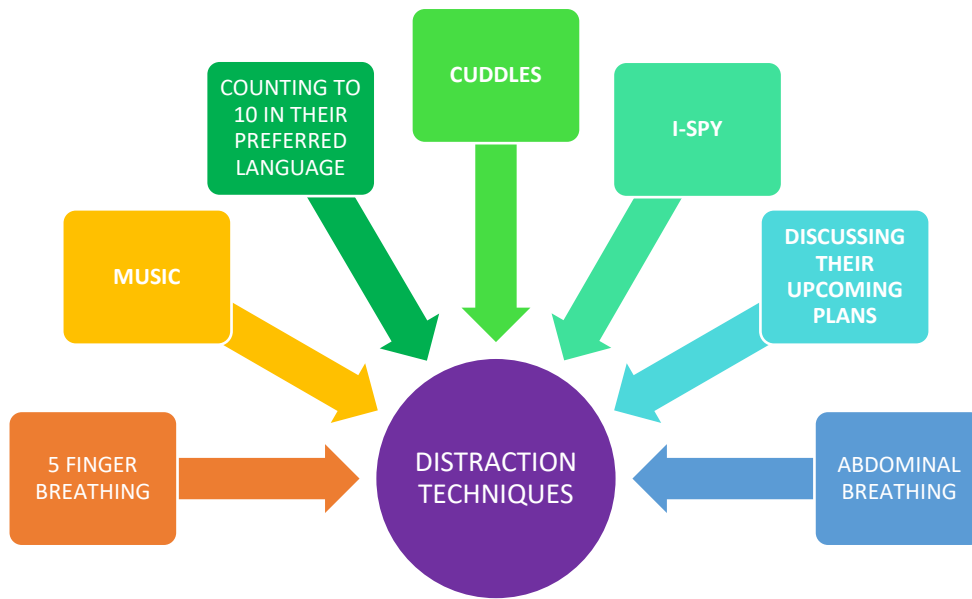 CUDDLES
COUNTING TO
10 IN THEIR
PREFERRED
LANGUAGE
I-SPY
MUSIC
DISCUSSING
THEIR
UPCOMING
PLANS
5 FINGER
BREATHING
DISTRACTION
TECHNIQUES
ABDOMINAL
BREATHING